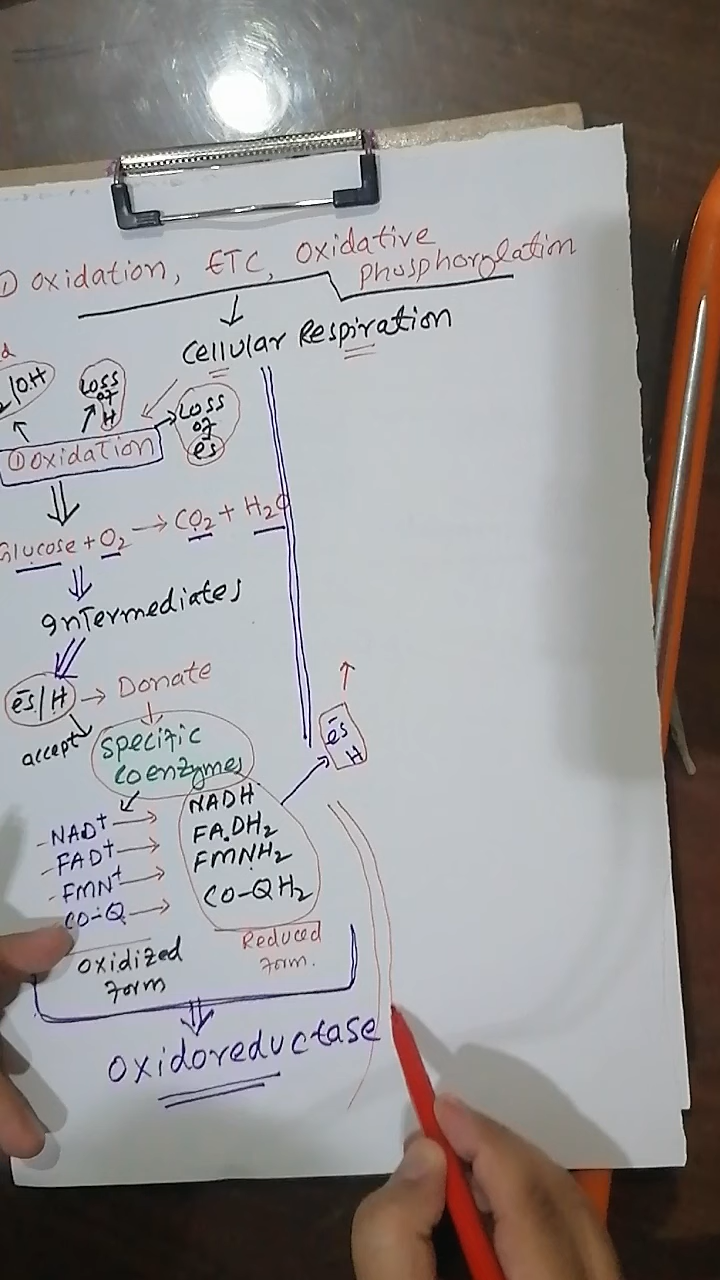 ① Oxidation, ETC, Oxidative
Phosphorylation
Cellular Respiration
/OH
Loss
of
H
Loss
of
ēs
① Oxidation
Glucose + O₂ → CO₂ + H₂O
Intermediates
ēs/H → Donate
accept
Specific
Coenzymes
ēs
H
- NAD⁺ → NADH
- FAD⁺ → FADH₂
- FMN⁺ → FMNH₂
CO-Q → CO-QH₂
Oxidized
Form
Reduced
Form.
Oxidoreductase